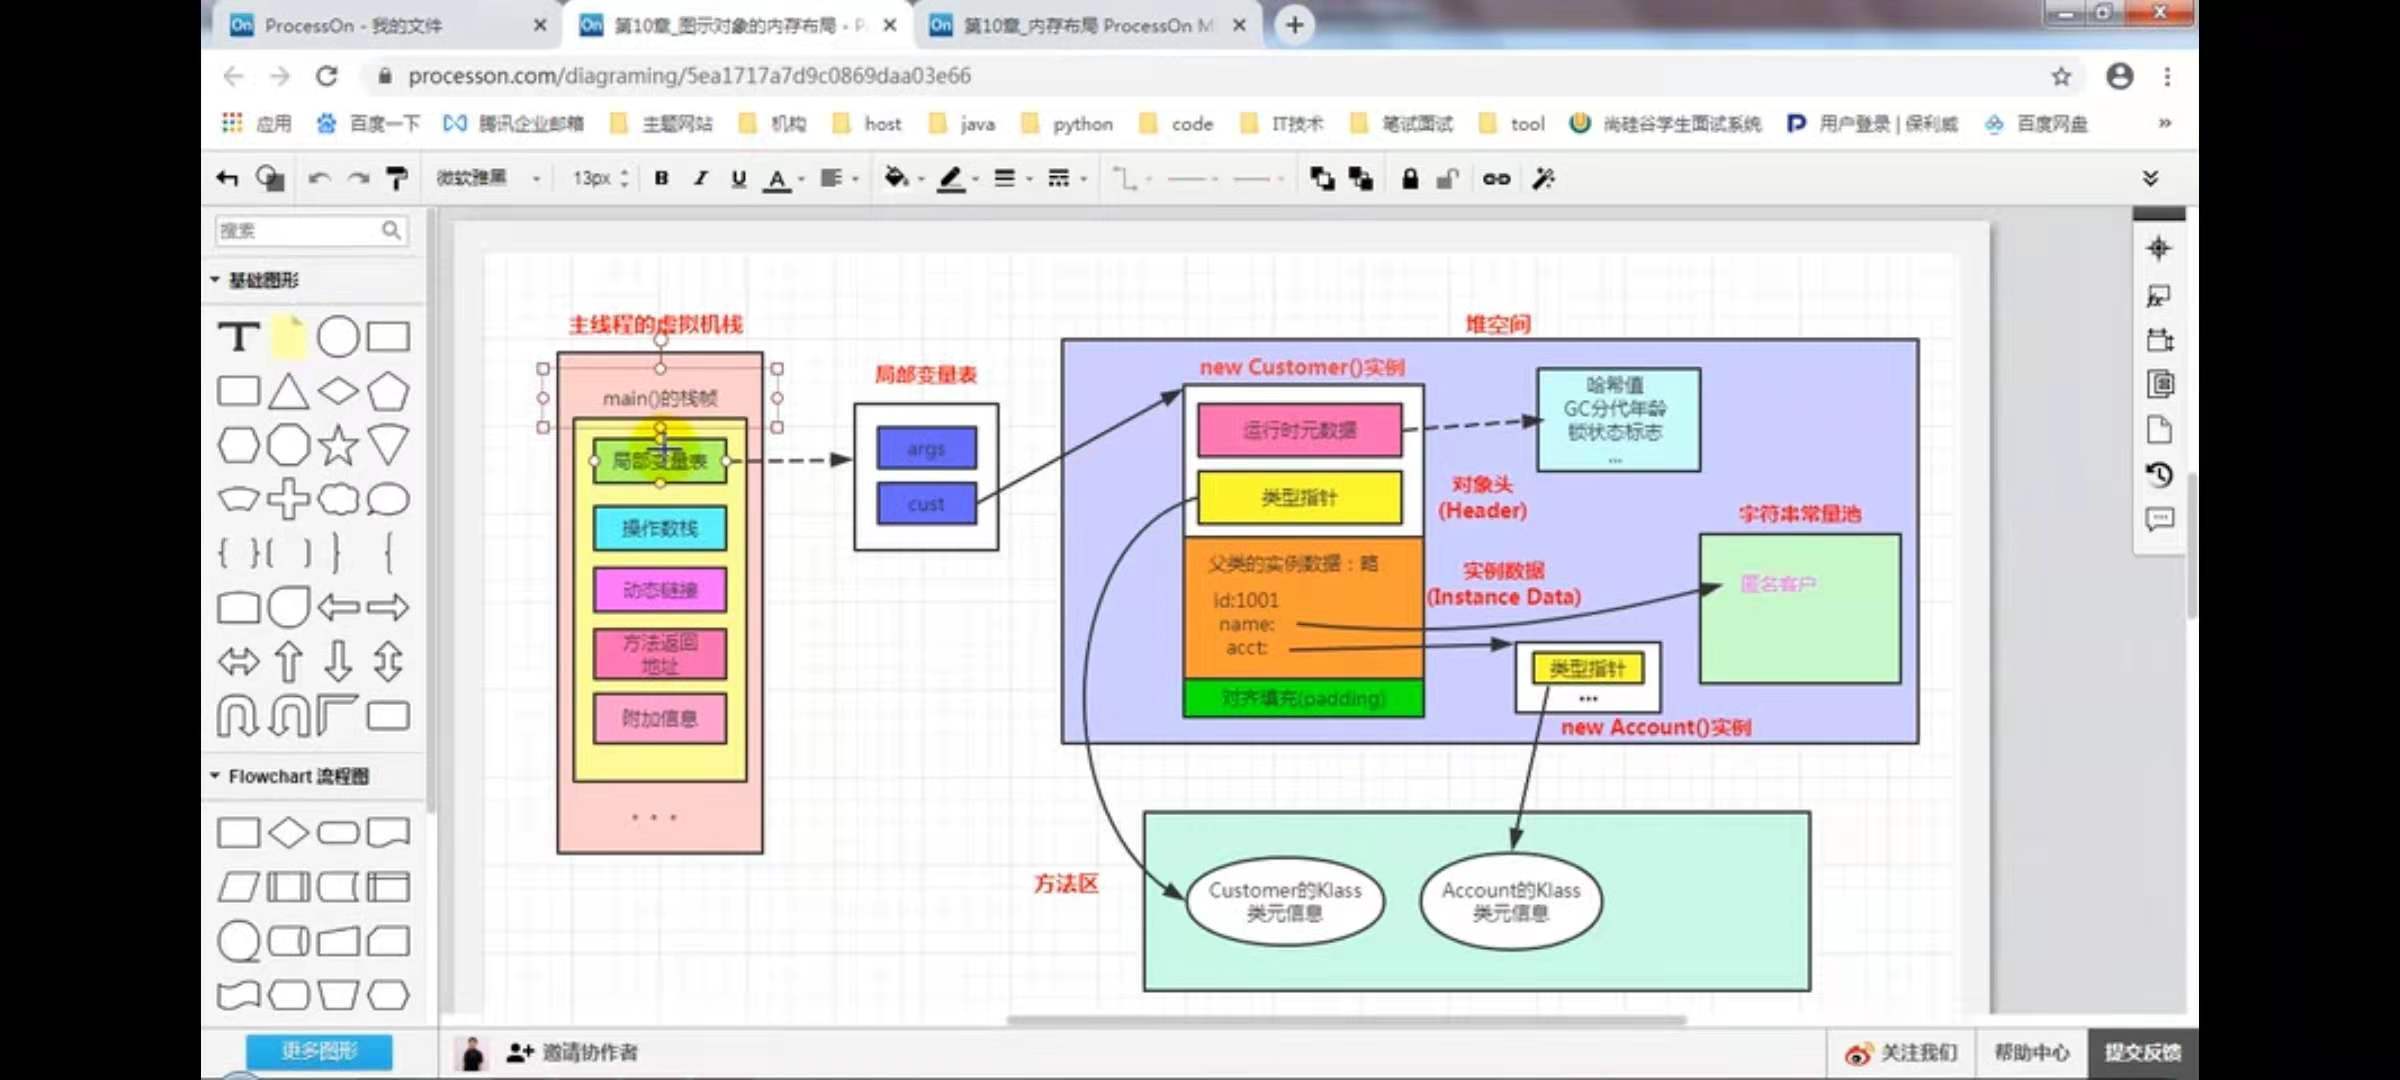 ProcessOn - 我的文件
第10章_图示对象的内存布局 - P
第10章_内存布局 ProcessOn M
processon.com/diagraming/5ea1717a7d9c0869daa03e66
应用
百度一下
腾讯企业邮箱
主题网站
机构
host
java
python
code
IT技术
笔试面试
tool
尚硅谷学生面试系统
用户登录 | 保利威
百度网盘
»
微软雅黑
13px
B
I
U
A
搜索
基础图形
T
Flowchart 流程图
更多图形
主线程的虚拟机栈
main()的栈帧
局部变量表
操作数栈
动态链接
方法返回
地址
附加信息
...
局部变量表
args
cust
堆空间
new Customer()实例
运行时元数据
类型指针
哈希值
GC分代年龄
锁状态标志
...
对象头
(Header)
父类的实例数据：略
id:1001
name:
acct:
对齐填充(padding)
实例数据
(Instance Data)
字符串常量池
匿名客户
类型指针
...
new Account()实例
方法区
Customer的Klass
类元信息
Account的Klass
类元信息
邀请协作者
关注我们
帮助中心
提交反馈